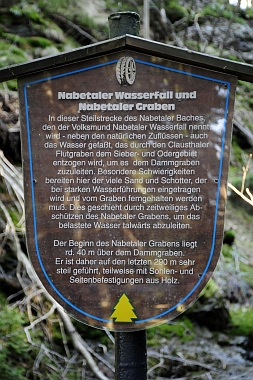 Nabetaler Wasserfall und
Nabetaler Graben
In dieser Steilstrecke des Nabetaler Baches,
den der Volksmund Nabetaler Wasserfall nennt
wird - neben den natürlichen Zuflüssen - auch
das Wasser gefaßt, das durch den Clausthaler
Flutgraben dem Sieber- und Odergebiet
entzogen wird, um es dem Dammgraben
zuzuleiten. Besondere Schwierigkeiten
bereiten hier der viele Sand und Schotter, der
bei starken Wasserführungen eingetragen
wird und vom Graben ferngehalten werden
muß. Dies geschieht durch zeitweiliges Ab-
schützen des Nabetaler Grabens, um das
belastete Wasser talwärts abzuleiten.
Der Beginn des Nabetaler Grabens liegt
rd. 40 m über dem Dammgraben.
Er ist daher auf den letzten 290 m sehr
steil geführt, teilweise mit Sohlen- und
Seitenbefestigungen aus Holz.